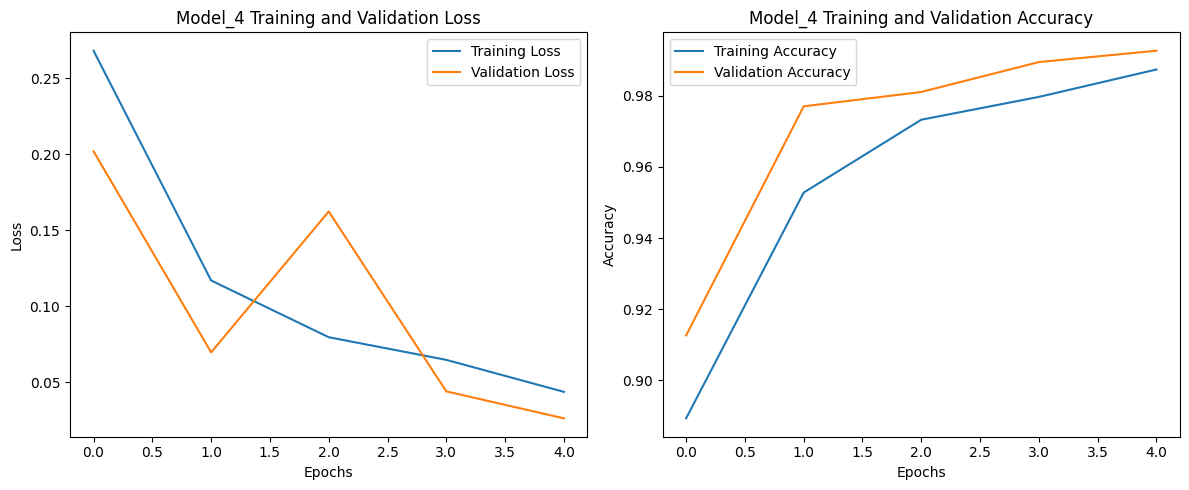 Model_4 Training and Validation Loss
Training Loss
Validation Loss
Loss
0.25
0.20
0.15
0.10
0.05
0.0 0.5 1.0 1.5 2.0 2.5 3.0 3.5 4.0
Epochs
Model_4 Training and Validation Accuracy
Training Accuracy
Validation Accuracy
Accuracy
0.98
0.96
0.94
0.92
0.90
0.0 0.5 1.0 1.5 2.0 2.5 3.0 3.5 4.0
Epochs